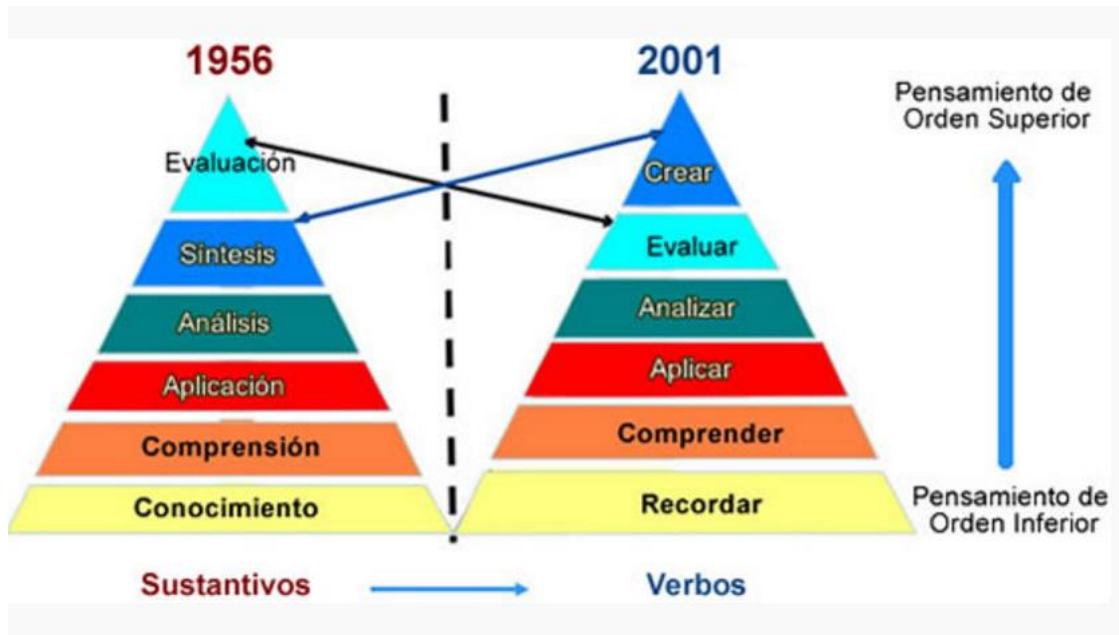 1956
Evaluación
Síntesis
Análisis
Aplicación
Comprensión
Conocimiento
Sustantivos
2001
Crear
Evaluar
Analizar
Aplicar
Comprender
Recordar
Verbos
Pensamiento de
Orden Superior
Pensamiento de
Orden Inferior